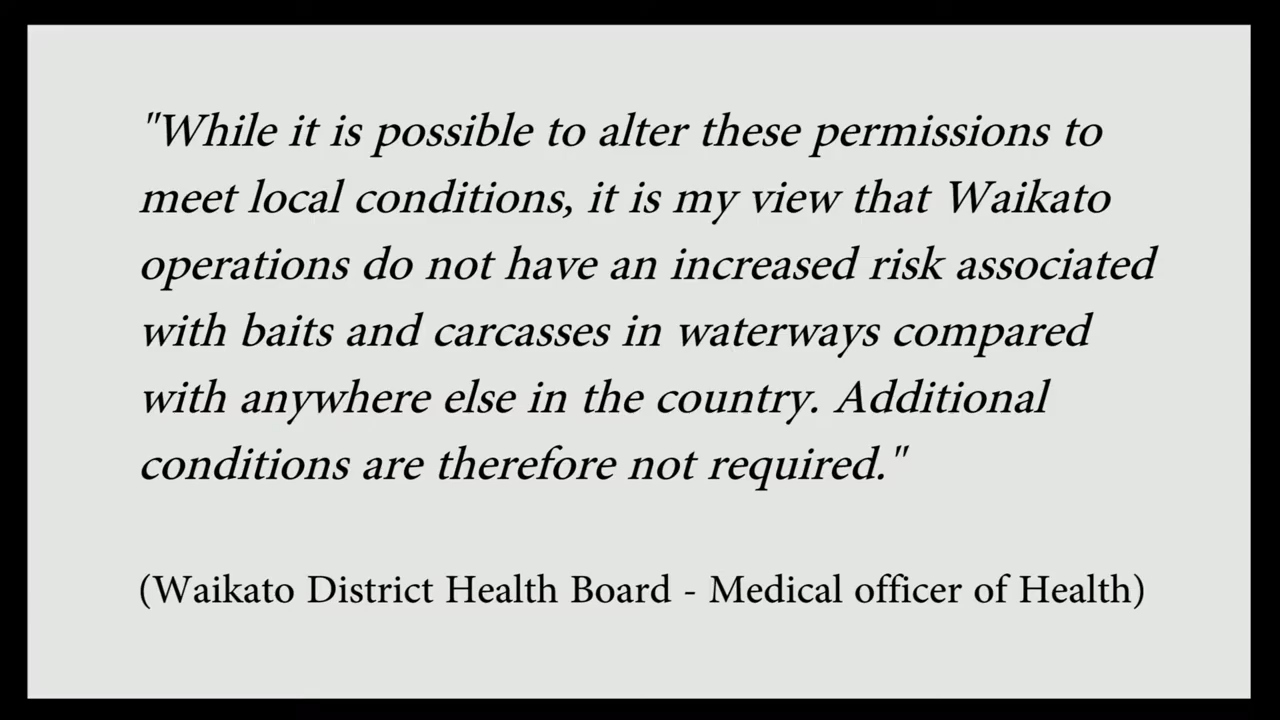 "While it is possible to alter these permissions to
meet local conditions, it is my view that Waikato
operations do not have an increased risk associated
with baits and carcasses in waterways compared
with anywhere else in the country. Additional
conditions are therefore not required."
(Waikato District Health Board - Medical officer of Health)